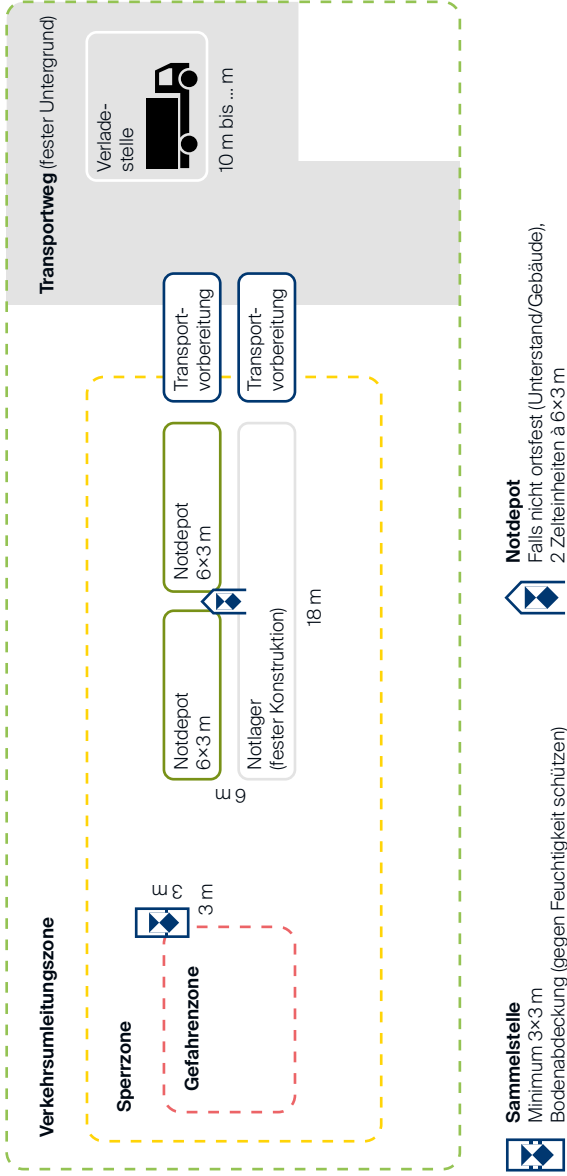 Verkehrsumleitungszone
Transportweg (fester Untergrund)
Sperrzone
Verlade-
stelle
10 m bis ... m
Gefahrenzone
3 m
3 m
Notdepot
6×3 m
Notdepot
6×3 m
Transport-
vorbereitung
6 m
Notlager
(fester Konstruktion)
18 m
Transport-
vorbereitung
Sammelstelle
Minimum 3×3 m
Bodenabdeckung (gegen Feuchtigkeit schützen)
Notdepot
Falls nicht ortsfest (Unterstand/Gebäude),
2 Zelteinheiten à 6×3 m